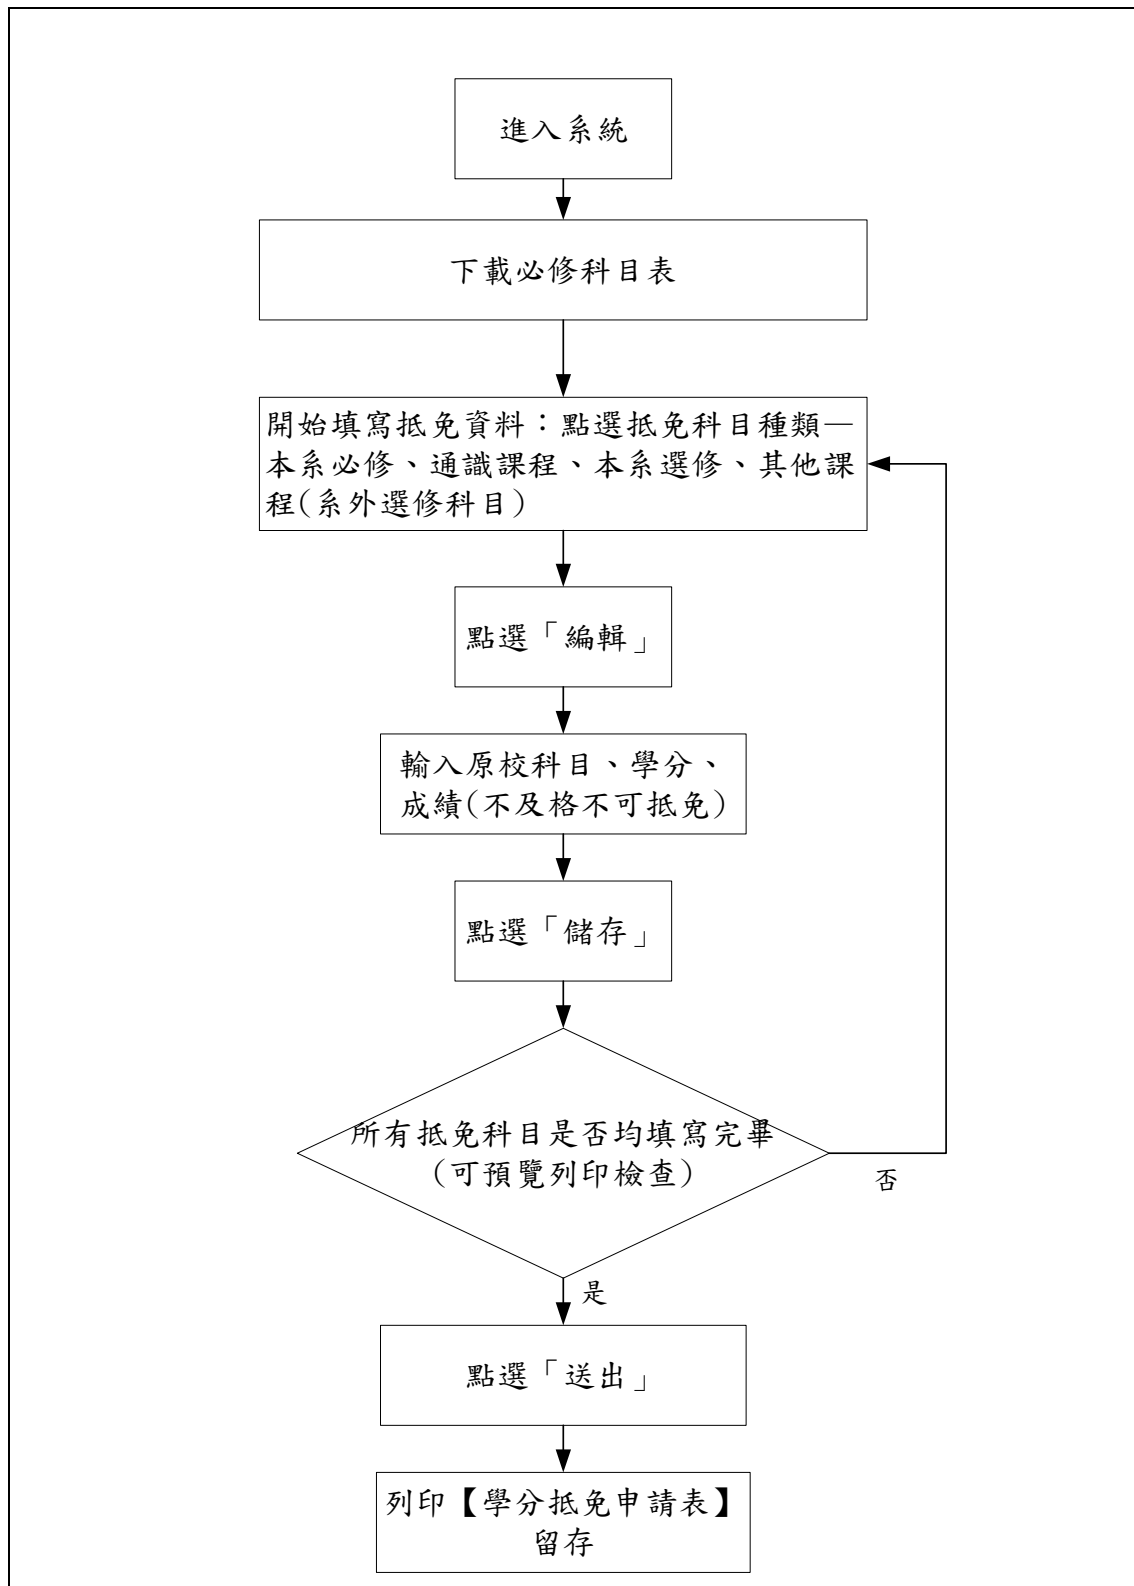 進入系統
下載必修科目表
開始填寫抵免資料：點選抵免科目種類—
本系必修、通識課程、本系選修、其他課
程(系外選修科目)
點選「編輯」
輸入原校科目、學分、
成績(不及格不可抵免)
點選「儲存」
所有抵免科目是否均填寫完畢
(可預覽列印檢查)
否
是
點選「送出」
列印【學分抵免申請表】
留存